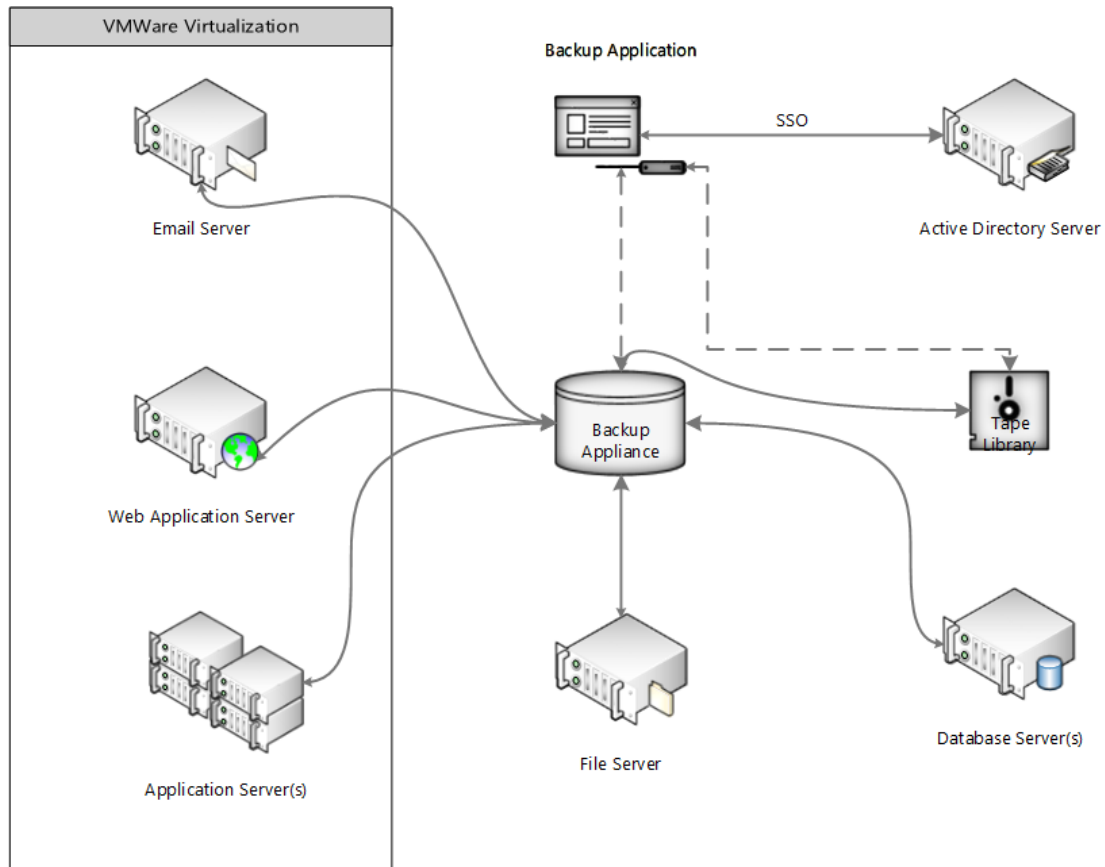 VMWare Virtualization
Backup Application
SSO
Email Server
Active Directory Server
Backup
Appliance
Tape
Library
Web Application Server
File Server
Database Server(s)
Application Server(s)